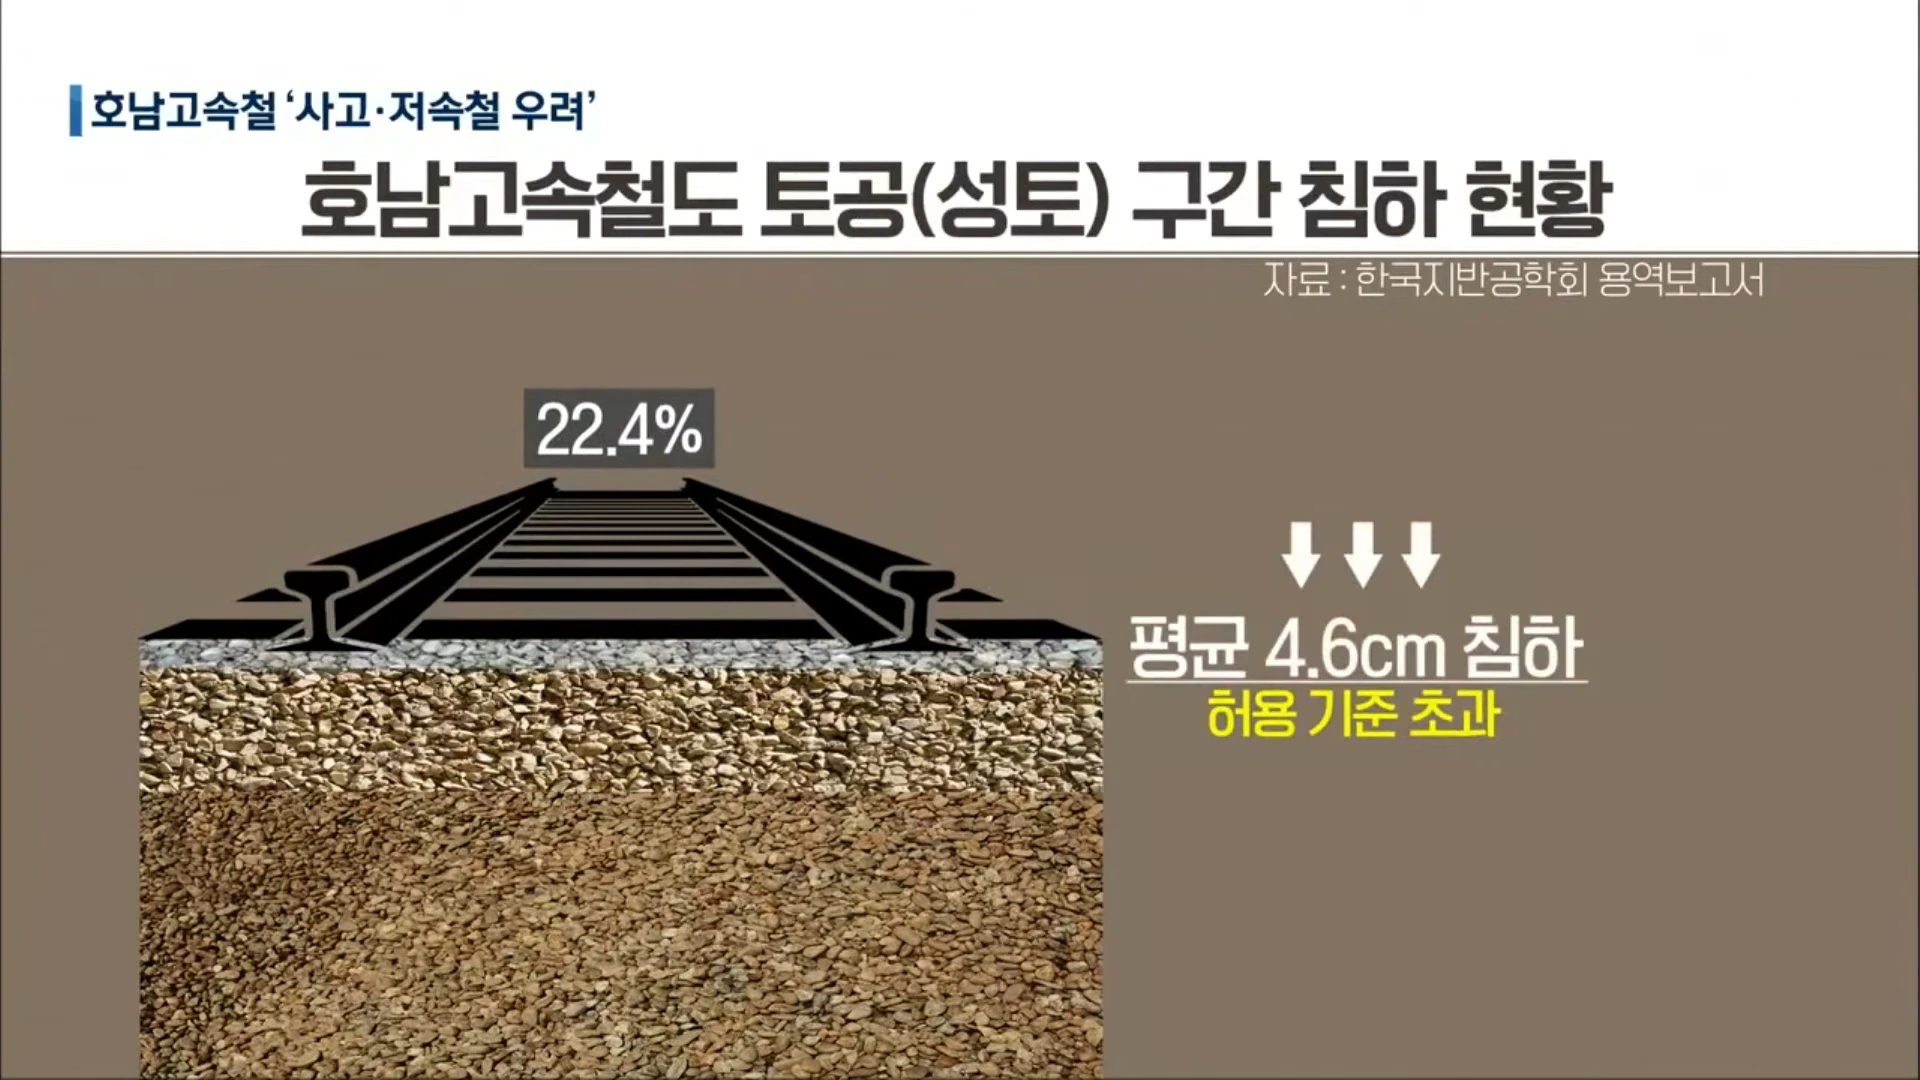 호남고속철 ‘사고·저속철 우려’
호남고속철도 토공(성토) 구간 침하 현황
자료 : 한국지반공학회 용역보고서
22.4%
평균 4.6cm 침하
허용 기준 초과